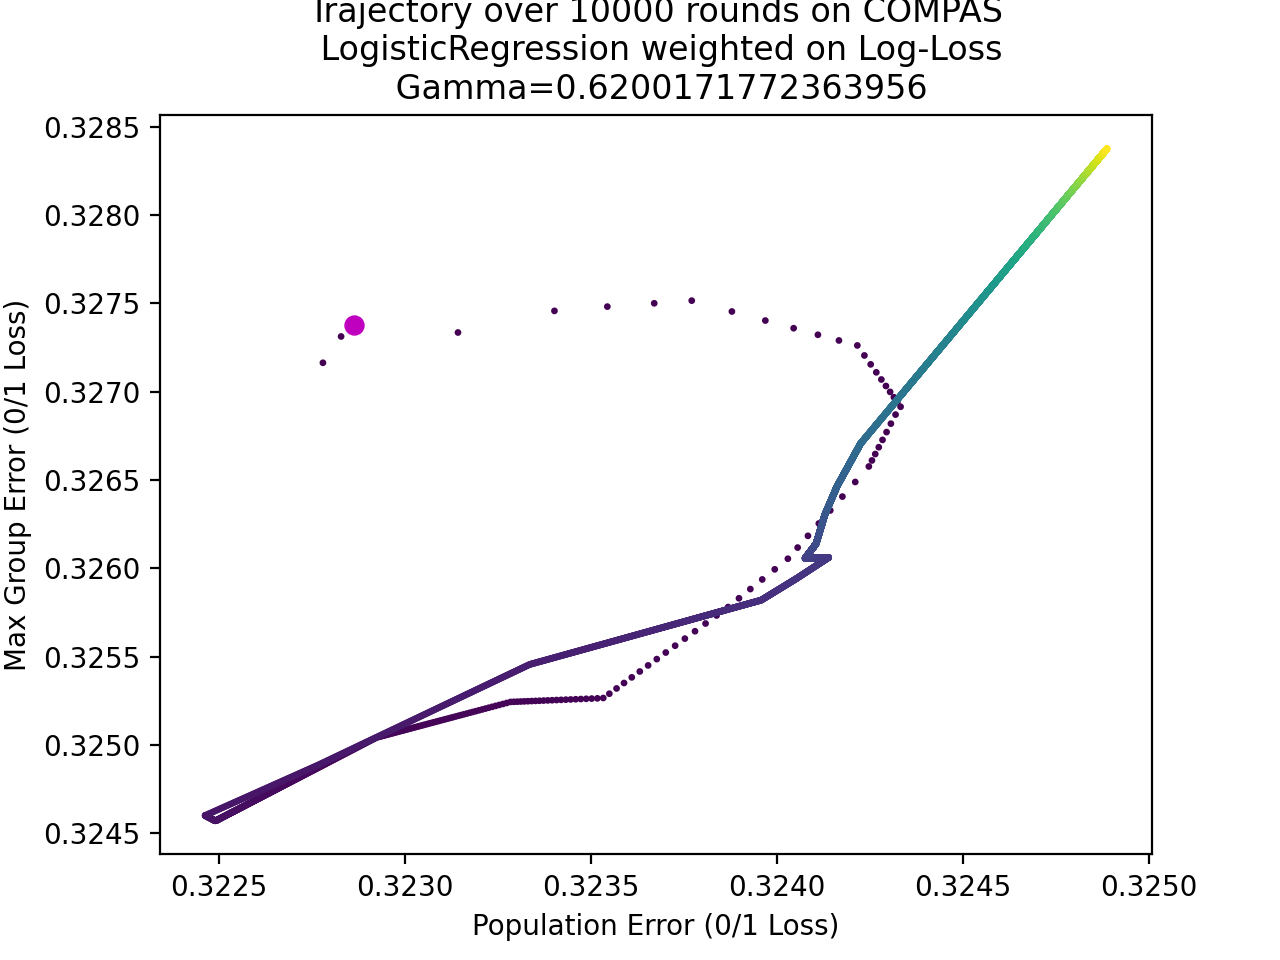 Trajectory over 10000 rounds on COMPAS
LogisticRegression weighted on Log-Loss
Gamma=0.6200171772363956
0.3285
0.3280
0.3275
0.3270
0.3265
0.3260
0.3255
0.3250
0.3245
Max Group Error (0/1 Loss)
0.3225 0.3230 0.3235 0.3240 0.3245 0.3250
Population Error (0/1 Loss)